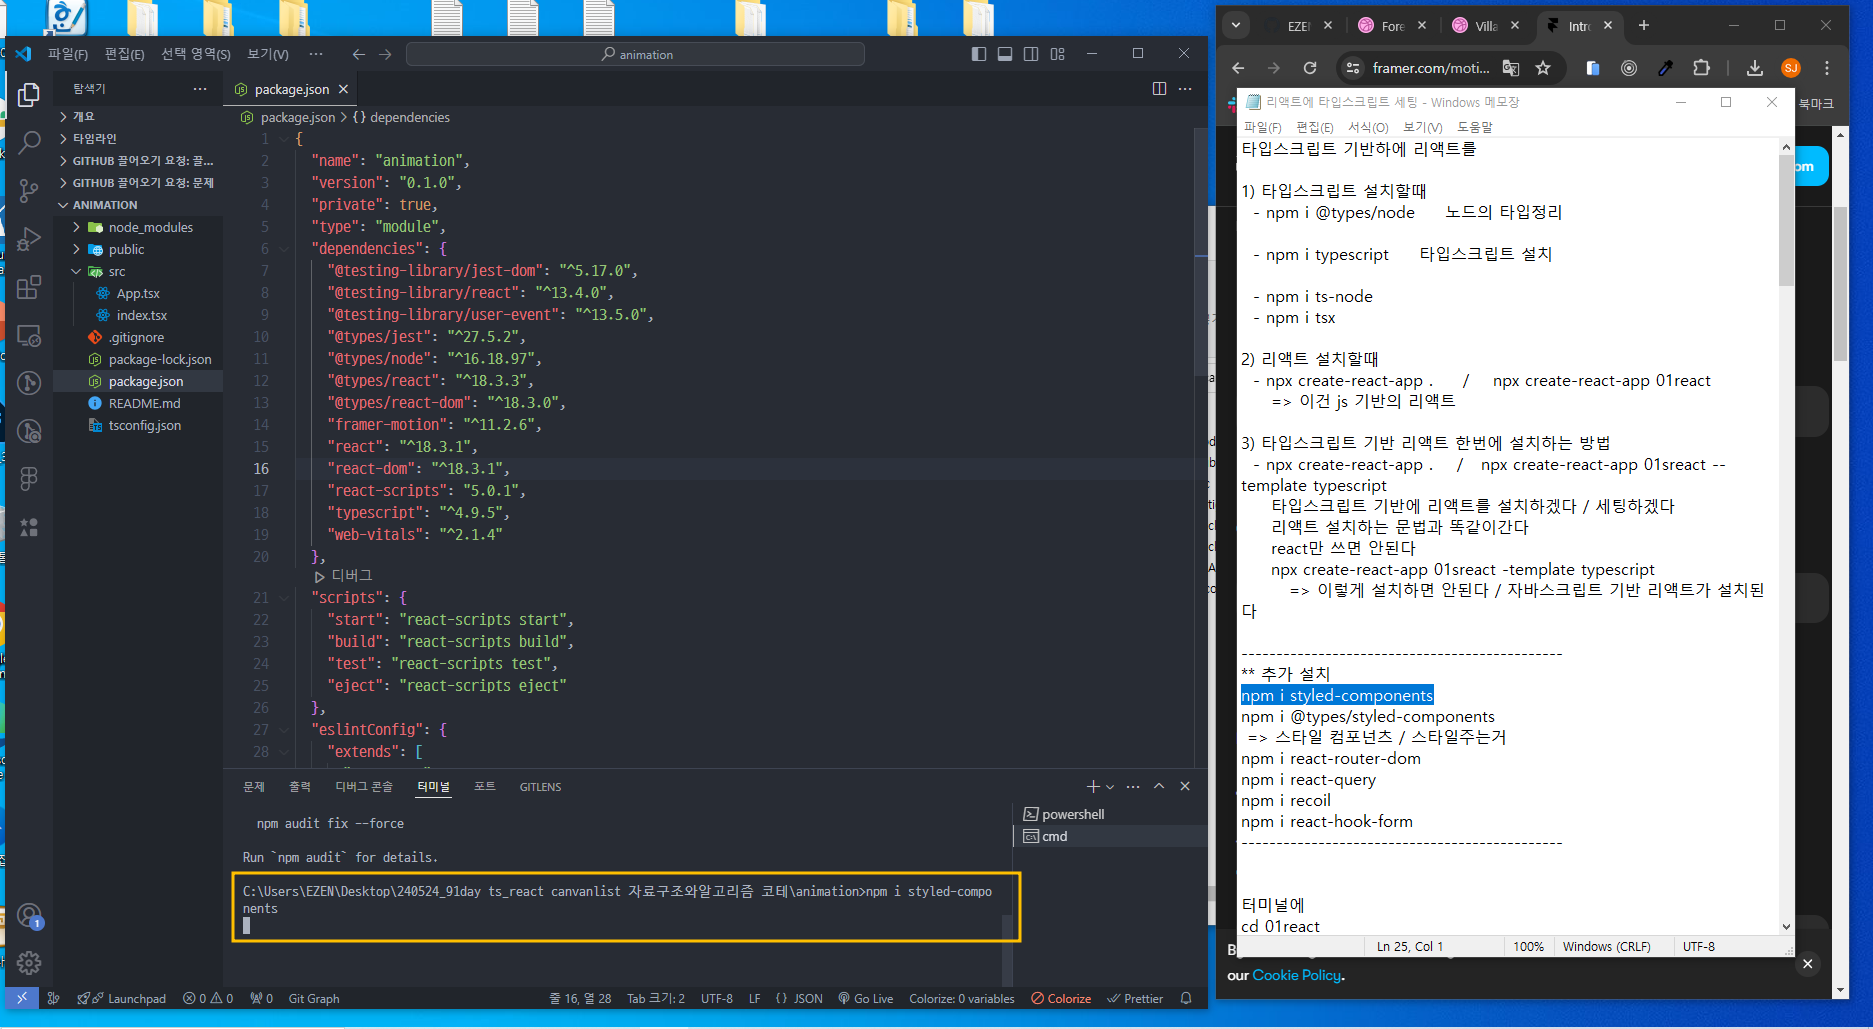 파일(F) 편집(E) 선택 영역(S) 보기(V) ···
animation
탐색기 ···
개요
타임라인
GITHUB 끌어오기 요청: 끌...
GITHUB 끌어오기 요청: 문제
ANIMATION
node_modules
public
src
App.tsx
index.tsx
.gitignore
package-lock.json
package.json
README.md
tsconfig.json
package.json
package.json > {} dependencies
1 {
2 "name": "animation",
3 "version": "0.1.0",
4 "private": true,
5 "type": "module",
6 "dependencies": {
7 "@testing-library/jest-dom": "^5.17.0",
8 "@testing-library/react": "^13.4.0",
9 "@testing-library/user-event": "^13.5.0",
10 "@types/jest": "^27.5.2",
11 "@types/node": "^16.18.97",
12 "@types/react": "^18.3.3",
13 "@types/react-dom": "^18.3.0",
14 "framer-motion": "^11.2.6",
15 "react": "^18.3.1",
16 "react-dom": "^18.3.1",
17 "react-scripts": "5.0.1",
18 "typescript": "^4.9.5",
19 "web-vitals": "^2.1.4"
20 },
디버그
21 "scripts": {
22 "start": "react-scripts start",
23 "build": "react-scripts build",
24 "test": "react-scripts test",
25 "eject": "react-scripts eject"
26 },
27 "eslintConfig": {
28 "extends": [
문제 출력 디버그 콘솔 터미널 포트 GITLENS
npm audit fix --force
Run `npm audit` for details.
C:\Users\EZEN\Desktop\240524_91day ts_react canvanlist 자료구조와알고리즘 코테\animation>npm i styled-compo
nents
powershell
cmd
1
Launchpad 0 0 0 Git Graph
줄 16, 열 28 Tab 크기: 2 UTF-8 LF {} JSON Go Live Colorize: 0 variables Colorize Prettier
EZEN Fore Villa Intro
framer.com/moti...
SJ
북마크
리액트에 타입스크립트 세팅 - Windows 메모장
파일(F) 편집(E) 서식(O) 보기(V) 도움말
타입스크립트 기반하에 리액트를
1) 타입스크립트 설치할때
- npm i @types/node 노드의 타입정리
- npm i typescript 타입스크립트 설치
- npm i ts-node
- npm i tsx
2) 리액트 설치할때
- npx create-react-app . / npx create-react-app 01react
=> 이건 js 기반의 리액트
3) 타입스크립트 기반 리액트 한번에 설치하는 방법
- npx create-react-app . / npx create-react-app 01sreact --
template typescript
타입스크립트 기반에 리액트를 설치하겠다 / 세팅하겠다
리액트 설치하는 문법과 똑같이간다
react만 쓰면 안된다
npx create-react-app 01sreact -template typescript
=> 이렇게 설치하면 안된다 / 자바스크립트 기반 리액트가 설치된
다
---------------------------------------------
** 추가 설치
npm i styled-components
npm i @types/styled-components
=> 스타일 컴포넌츠 / 스타일주는거
npm i react-router-dom
npm i react-query
npm i recoil
npm i react-hook-form
---------------------------------------------
터미널에
cd 01react
Ln 25, Col 1 100% Windows (CRLF) UTF-8
our Cookie Policy.